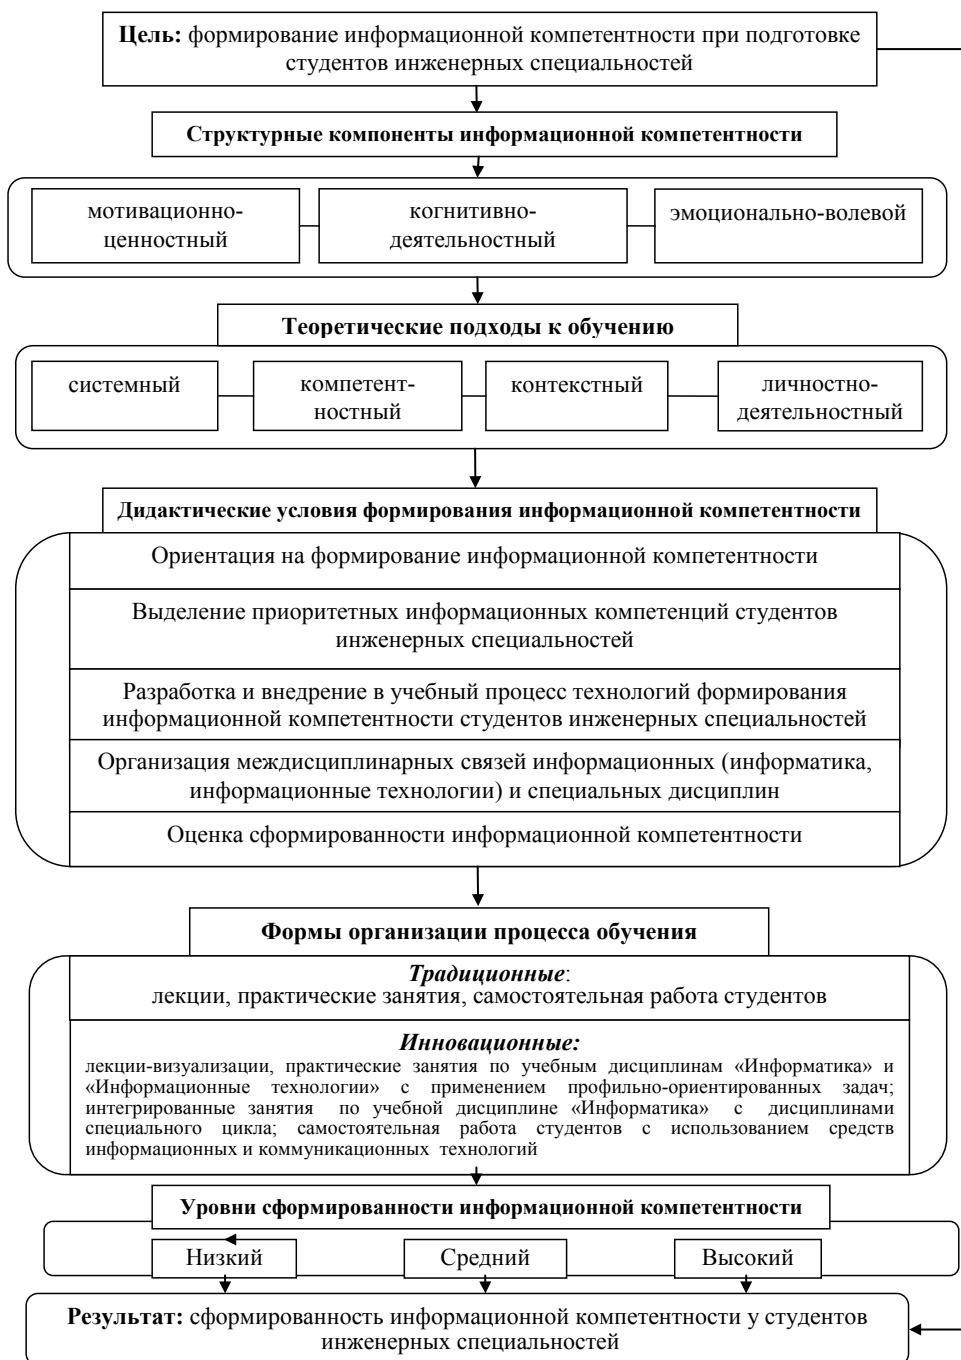 Цель: формирование информационной компетентности при подготовке
студентов инженерных специальностей
Структурные компоненты информационной компетентности
мотивационно-
ценностный
когнитивно-
деятельностный
эмоционально-волевой
Теоретические подходы к обучению
системный
компетент-
ностный
контекстный
личностно-
деятельностный
Дидактические условия формирования информационной компетентности
Ориентация на формирование информационной компетентности
Выделение приоритетных информационных компетенций студентов
инженерных специальностей
Разработка и внедрение в учебный процесс технологий формирования
информационной компетентности студентов инженерных специальностей
Организация междисциплинарных связей информационных (информатика,
информационные технологии) и специальных дисциплин
Оценка сформированности информационной компетентности
Формы организации процесса обучения
Традиционные:
лекции, практические занятия, самостоятельная работа студентов
Инновационные:
лекции-визуализации, практические занятия по учебным дисциплинам «Информатика» и
«Информационные технологии» с применением профильно-ориентированных задач;
интегрированные занятия по учебной дисциплине «Информатика» с дисциплинами
специального цикла; самостоятельная работа студентов с использованием средств
информационных и коммуникационных технологий
Уровни сформированности информационной компетентности
Низкий
Средний
Высокий
Результат: сформированность информационной компетентности у студентов
инженерных специальностей